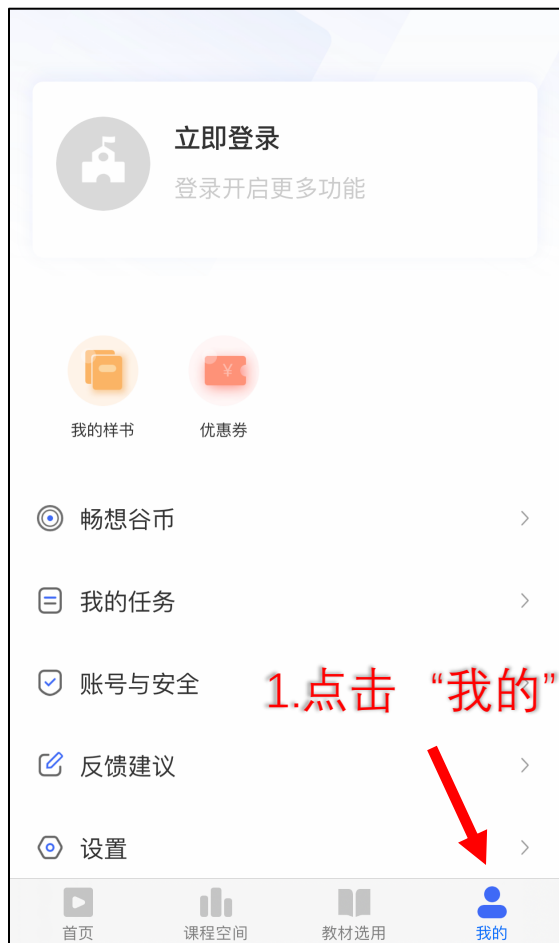 立即登录
登录开启更多功能
¥
我的样书 优惠券
畅想谷币
我的任务
账号与安全
1.点击 “我的”
反馈建议
设置
首页 课程空间 教材选用 我的